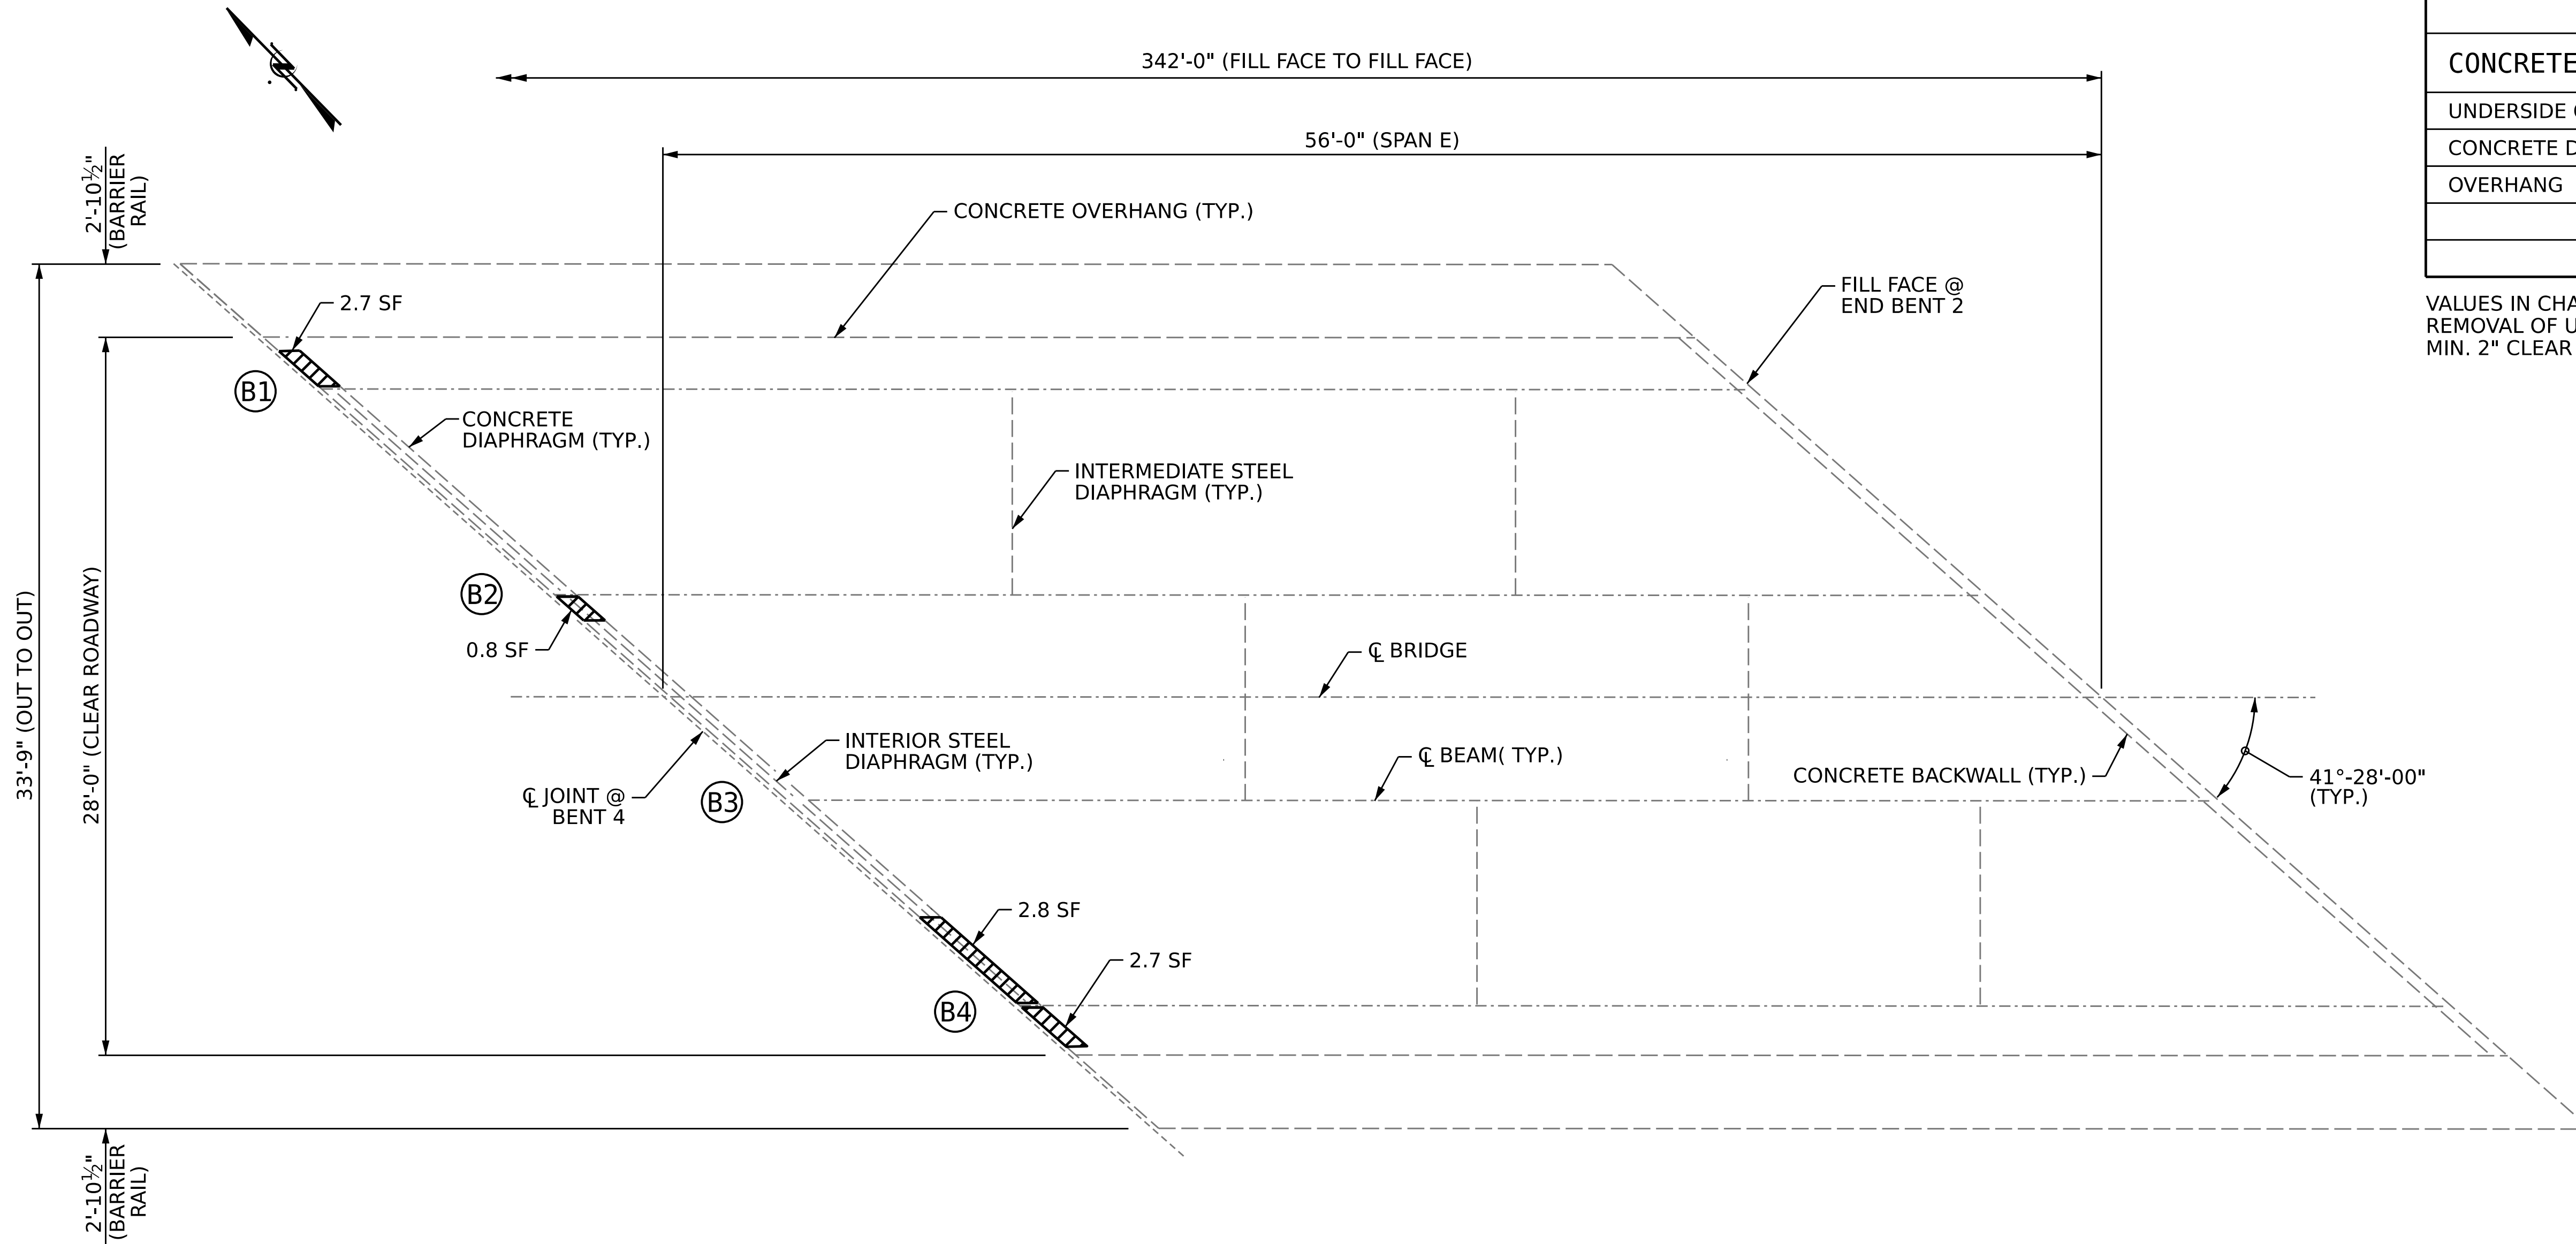 342'-0" (FILL FACE TO FILL FACE)
CONCRETE
56'-0" (SPAN E)
UNDERSIDE
CONCRETE D
OVERHANG
N
2'-10½"
(BARRIER
RAIL)
CONCRETE OVERHANG (TYP.)
2.7 SF
FILL FACE @
END BENT 2
VALUES IN CHA
REMOVAL OF U
MIN. 2" CLEAR
B1
CONCRETE
DIAPHRAGM (TYP.)
INTERMEDIATE STEEL
DIAPHRAGM (TYP.)
B2
0.8 SF
℄ BRIDGE
33'-9" (OUT TO OUT)
28'-0" (CLEAR ROADWAY)
INTERIOR STEEL
DIAPHRAGM (TYP.)
℄ BEAM( TYP.)
CONCRETE BACKWALL (TYP.)
41°-28'-00"
(TYP.)
℄ JOINT @
BENT 4
B3
2.8 SF
2.7 SF
B4
2'-10½"
(BARRIER
RAIL)